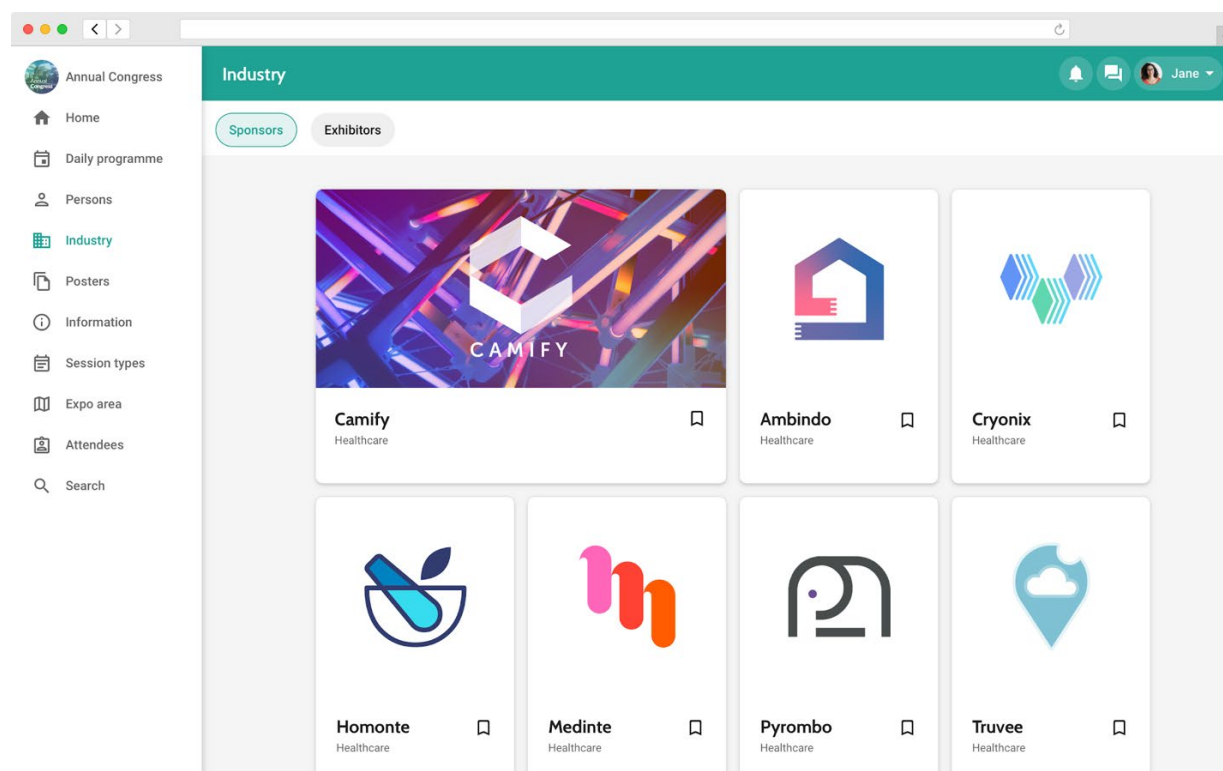 Annual Congress
Home
Daily programme
Persons
Industry
Posters
Information
Session types
Expo area
Attendees
Search
Industry
Jane
Sponsors
Exhibitors
CAMIFY
Camify
Healthcare
Ambindo
Healthcare
Cryonix
Healthcare
Homonte
Healthcare
Medinte
Healthcare
Pyrombo
Healthcare
Truvee
Healthcare